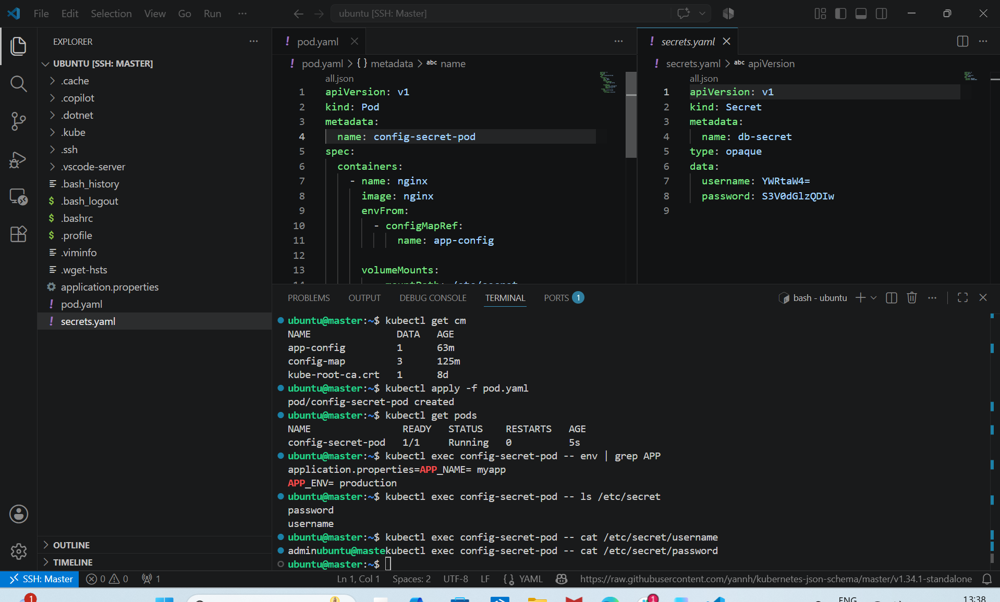 File Edit Selection View Go Run ···
ubuntu [SSH: Master]
EXPLORER
UBUNTU [SSH: MASTER]
.cache
.copilot
.dotnet
.kube
.ssh
.vscode-server
.bash_history
$ .bash_logout
$ .bashrc
$ .profile
.viminfo
.wget-hsts
application.properties
! pod.yaml
! secrets.yaml
OUTLINE
TIMELINE
! pod.yaml
! pod.yaml > { } metadata > abc name
all.json
1 apiVersion: v1
2 kind: Pod
3 metadata:
4 name: config-secret-pod
5 spec:
6 containers:
7 - name: nginx
8 image: nginx
9 envFrom:
10 - configMapRef:
11 name: app-config
12
13 volumeMounts:
14 - mountPath: /etc/secret
! secrets.yaml
! secrets.yaml > abc apiVersion
all.json
1 apiVersion: v1
2 kind: Secret
3 metadata:
4 name: db-secret
5 type: opaque
6 data:
7 username: YWRtaW4=
8 password: S3V0dGlzQDIw
9
PROBLEMS OUTPUT DEBUG CONSOLE TERMINAL PORTS 1
bash - ubuntu
ubuntu@master:~$ kubectl get cm
NAME DATA AGE
app-config 1 63m
config-map 3 125m
kube-root-ca.crt 1 8d
ubuntu@master:~$ kubectl apply -f pod.yaml
pod/config-secret-pod created
ubuntu@master:~$ kubectl get pods
NAME READY STATUS RESTARTS AGE
config-secret-pod 1/1 Running 0 5s
ubuntu@master:~$ kubectl exec config-secret-pod -- env | grep APP
application.properties=APP_NAME= myapp
APP_ENV= production
ubuntu@master:~$ kubectl exec config-secret-pod -- ls /etc/secret
password
username
ubuntu@master:~$ kubectl exec config-secret-pod -- cat /etc/secret/username
adminubuntu@mastekubectl exec config-secret-pod -- cat /etc/secret/password
ubuntu@master:~$
SSH: Master 0 0 1 Ln 1, Col 1 Spaces: 2 UTF-8 LF YAML https://raw.githubusercontent.com/yannh/kubernetes-json-schema/master/v1.34.1-standalone
1 1 ENG 13:38